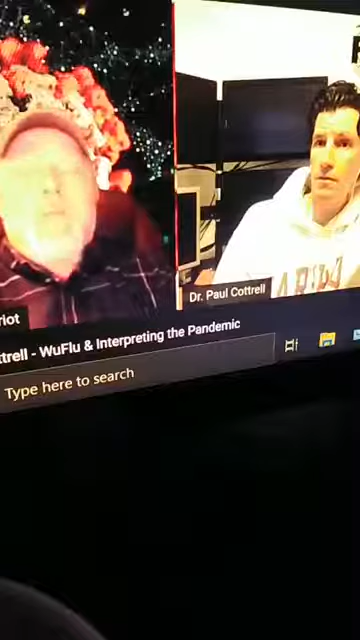 riot
Dr. Paul Cottrell
ttrell - WuFlu & Interpreting the Pandemic
Type here to search